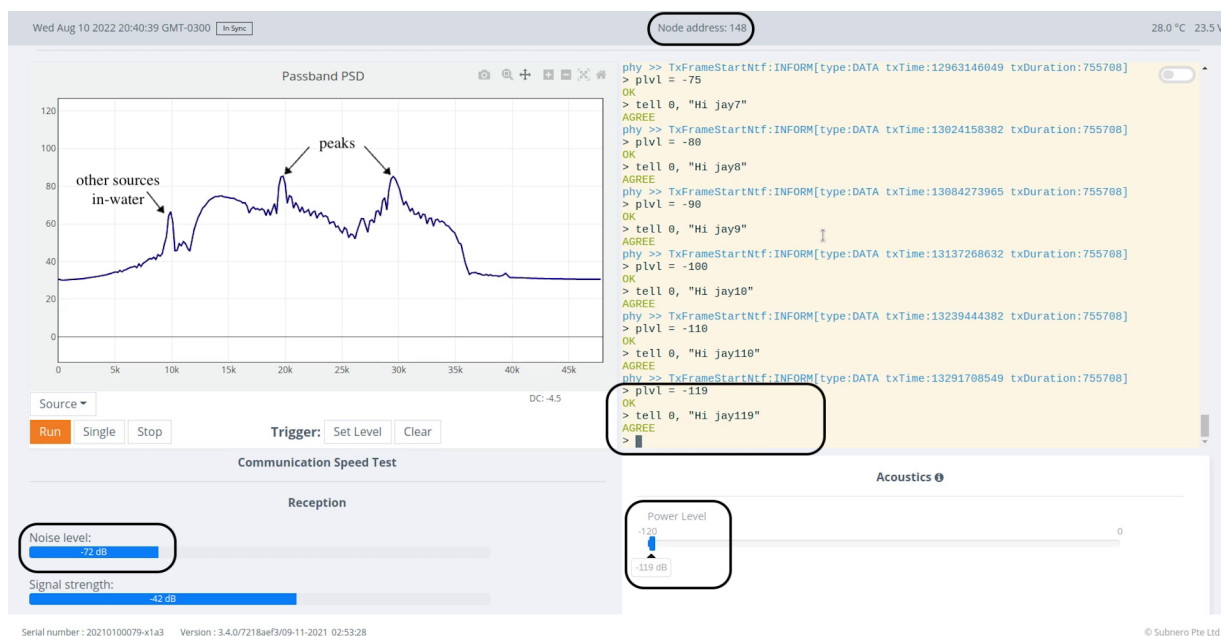 Wed Aug 10 2022 20:40:39 GMT-0300 In Sync
Node address: 148
28.0 °C 23.5 V
Passband PSD
120
100
80
60
40
20
0
0 5k 10k 15k 20k 25k 30k 35k 40k 45k
peaks
other sources
in-water
Source
DC: -4.5
Run Single Stop Trigger: Set Level Clear
phy >> TxFrameStartNtf:INFORM[type:DATA txTime:12963146049 txDuration:755708]
> plvl = -75
OK
> tell 0, "Hi jay7"
AGREE
phy >> TxFrameStartNtf:INFORM[type:DATA txTime:13024158382 txDuration:755708]
> plvl = -80
OK
> tell 0, "Hi jay8"
AGREE
phy >> TxFrameStartNtf:INFORM[type:DATA txTime:13084273965 txDuration:755708]
> plvl = -90
OK
> tell 0, "Hi jay9"
AGREE
phy >> TxFrameStartNtf:INFORM[type:DATA txTime:13137268632 txDuration:755708]
> plvl = -100
OK
> tell 0, "Hi jay10"
AGREE
phy >> TxFrameStartNtf:INFORM[type:DATA txTime:13239444382 txDuration:755708]
> plvl = -110
OK
> tell 0, "Hi jay110"
AGREE
phy >> TxFrameStartNtf:INFORM[type:DATA txTime:13291708549 txDuration:755708]
> plvl = -119
OK
> tell 0, "Hi jay119"
AGREE
>
Communication Speed Test
Reception
Noise level:
-72 dB
Signal strength:
-42 dB
Acoustics
Power Level
-120 0
-119 dB
Serial number : 20210100079-x1a3 Version : 3.4.0/7218aef3/09-11-2021 02:53:28
© Subnero Pte Ltd